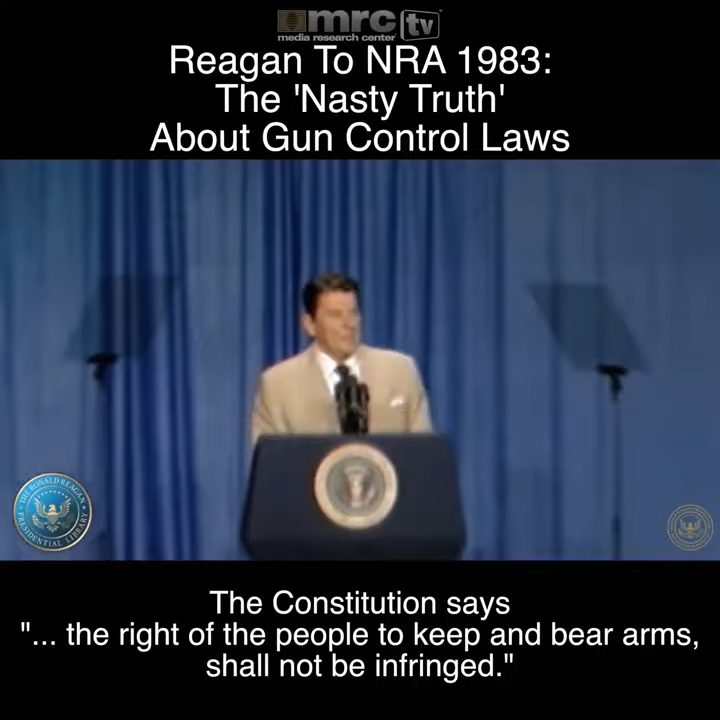 mrc tv
media research center
Reagan To NRA 1983:
The 'Nasty Truth'
About Gun Control Laws
THE RONALD REAGAN
PRESIDENTIAL LIBRARY
The Constitution says
"... the right of the people to keep and bear arms,
shall not be infringed."